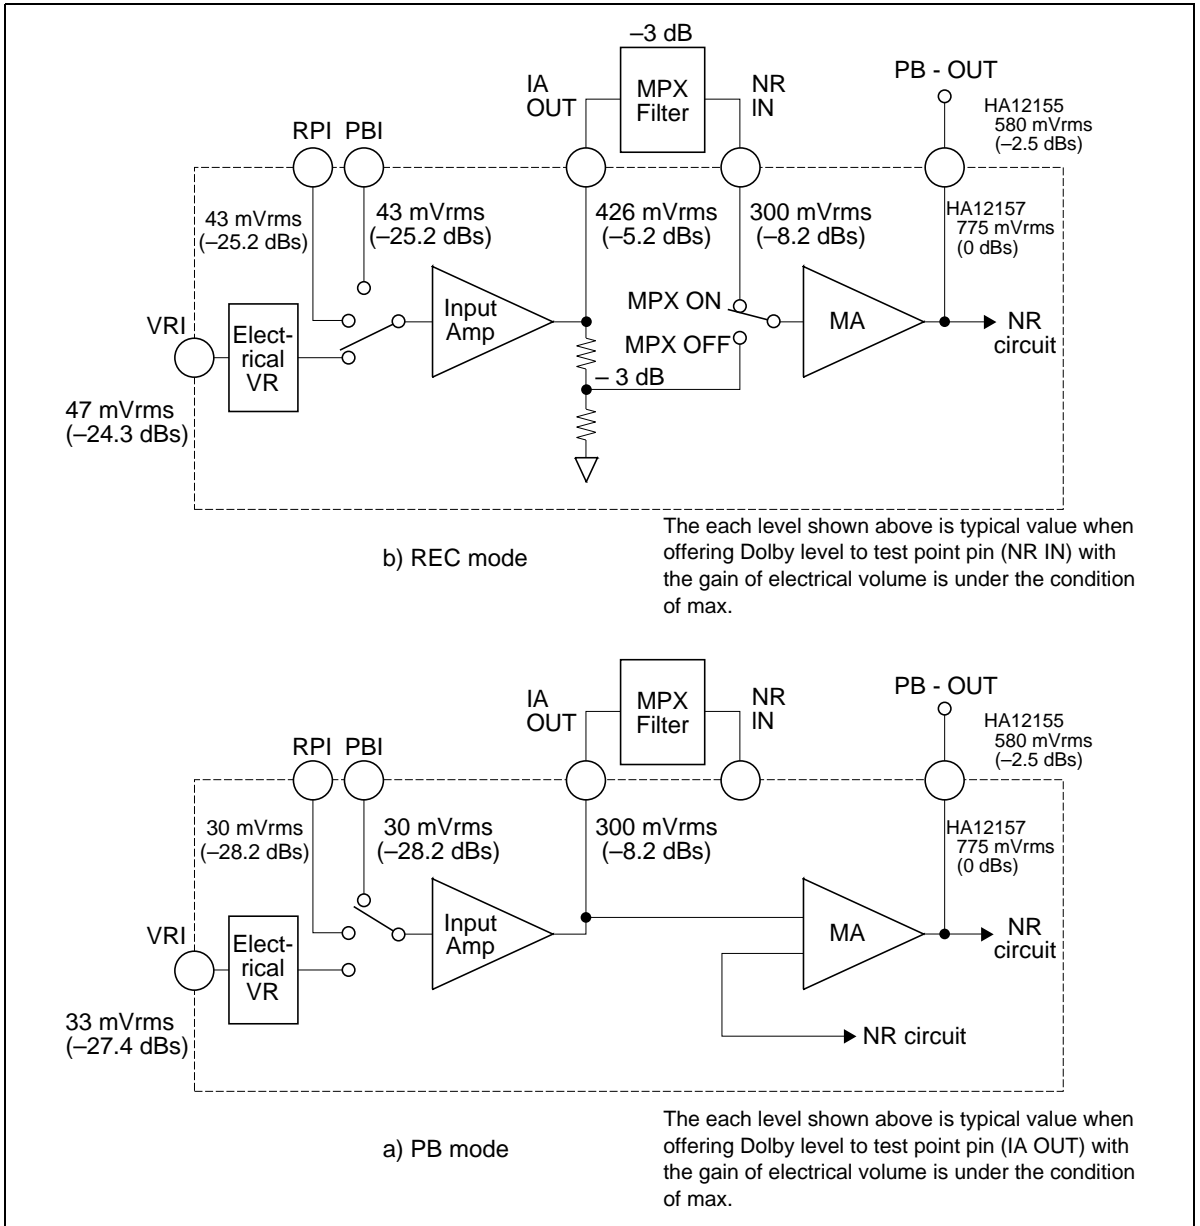 –3 dB
IA
OUT
MPX
Filter
NR
IN
PB - OUT
HA12155
580 mVrms
(–2.5 dBs)
RPI
PBI
43 mVrms
(–25.2 dBs)
43 mVrms
(–25.2 dBs)
426 mVrms
(–5.2 dBs)
300 mVrms
(–8.2 dBs)
HA12157
775 mVrms
(0 dBs)
VRI
Elect-
rical
VR
Input
Amp
MPX ON
MPX OFF
MA
NR
circuit
– 3 dB
47 mVrms
(–24.3 dBs)
b) REC mode
The each level shown above is typical value when
offering Dolby level to test point pin (NR IN) with
the gain of electrical volume is under the condition
of max.
IA
OUT
MPX
Filter
NR
IN
PB - OUT
HA12155
580 mVrms
(–2.5 dBs)
RPI
PBI
30 mVrms
(–28.2 dBs)
30 mVrms
(–28.2 dBs)
300 mVrms
(–8.2 dBs)
HA12157
775 mVrms
(0 dBs)
VRI
Elect-
rical
VR
Input
Amp
MA
NR
circuit
33 mVrms
(–27.4 dBs)
NR circuit
a) PB mode
The each level shown above is typical value when
offering Dolby level to test point pin (IA OUT) with
the gain of electrical volume is under the condition
of max.